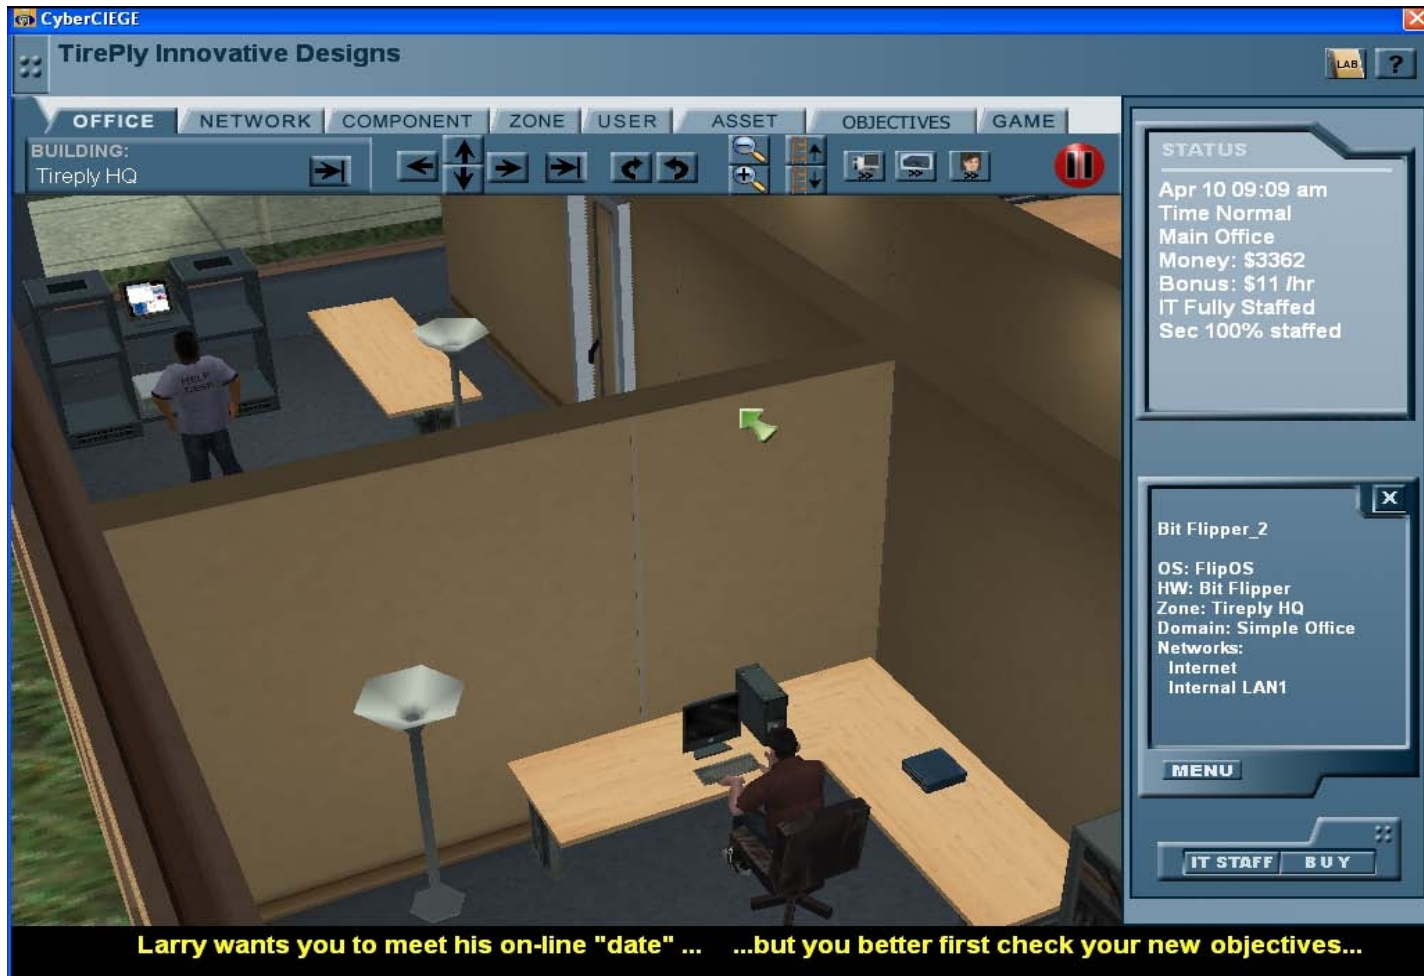 CyberCIEGE
TirePly Innovative Designs
LAB ?
OFFICE NETWORK COMPONENT ZONE USER ASSET OBJECTIVES GAME
BUILDING:
Tireply HQ
STATUS
Apr 10 09:09 am
Time Normal
Main Office
Money: $3362
Bonus: $11 /hr
IT Fully Staffed
Sec 100% staffed
HELP
DESK
X
Bit Flipper_2
OS: FlipOS
HW: Bit Flipper
Zone: Tireply HQ
Domain: Simple Office
Networks:
Internet
Internal LAN1
MENU
IT STAFF BUY
Larry wants you to meet his on-line "date" ... ...but you better first check your new objectives...